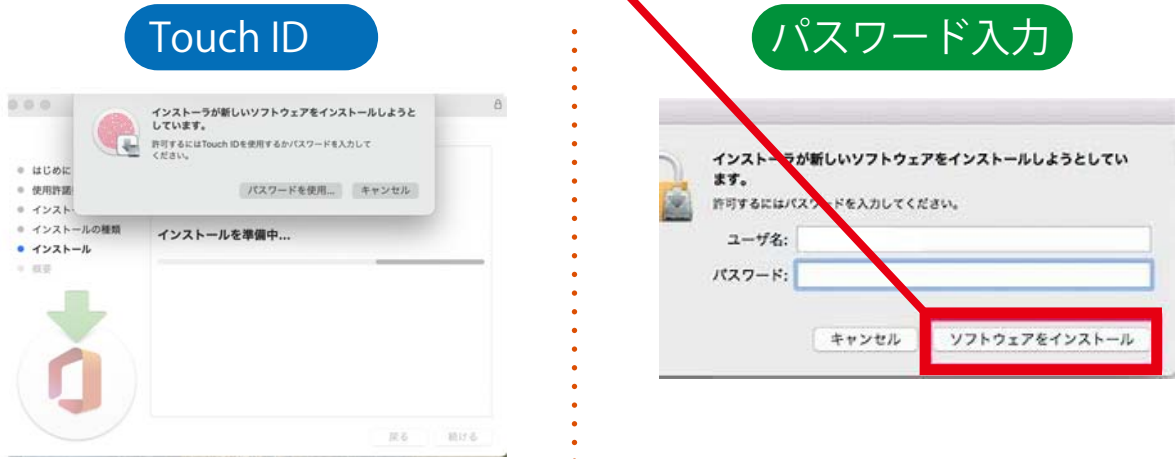 Touch ID
インストーラが新しいソフトウェアをインストールしようと
しています。
許可するにはTouch IDを使用するかパスワードを入力して
ください。
パスワードを使用...
キャンセル
はじめに
使用許諾
インスト
インストールの種類
インストール
概要
インストールを準備中...
戻る
続ける
パスワード入力
インストーラが新しいソフトウェアをインストールしようとしてい
ます。
許可するにはパスワードを入力してください。
ユーザ名:
パスワード:
キャンセル
ソフトウェアをインストール